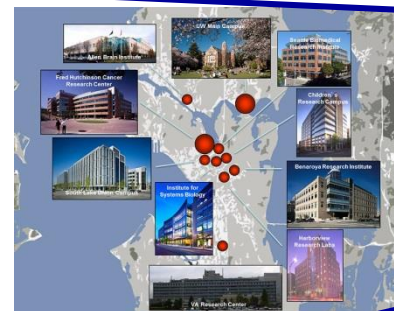 Allen Brain Institute
UW Main Campus
Brante Biomedical
Research Institute
Fred Hutchinson Cancer
Research Center
Children's
Research Campus
South Lake Union Campus
Benaroya Research Institute
Institute for
Systems Biology
Harborview
Research Labs
VA Research Center